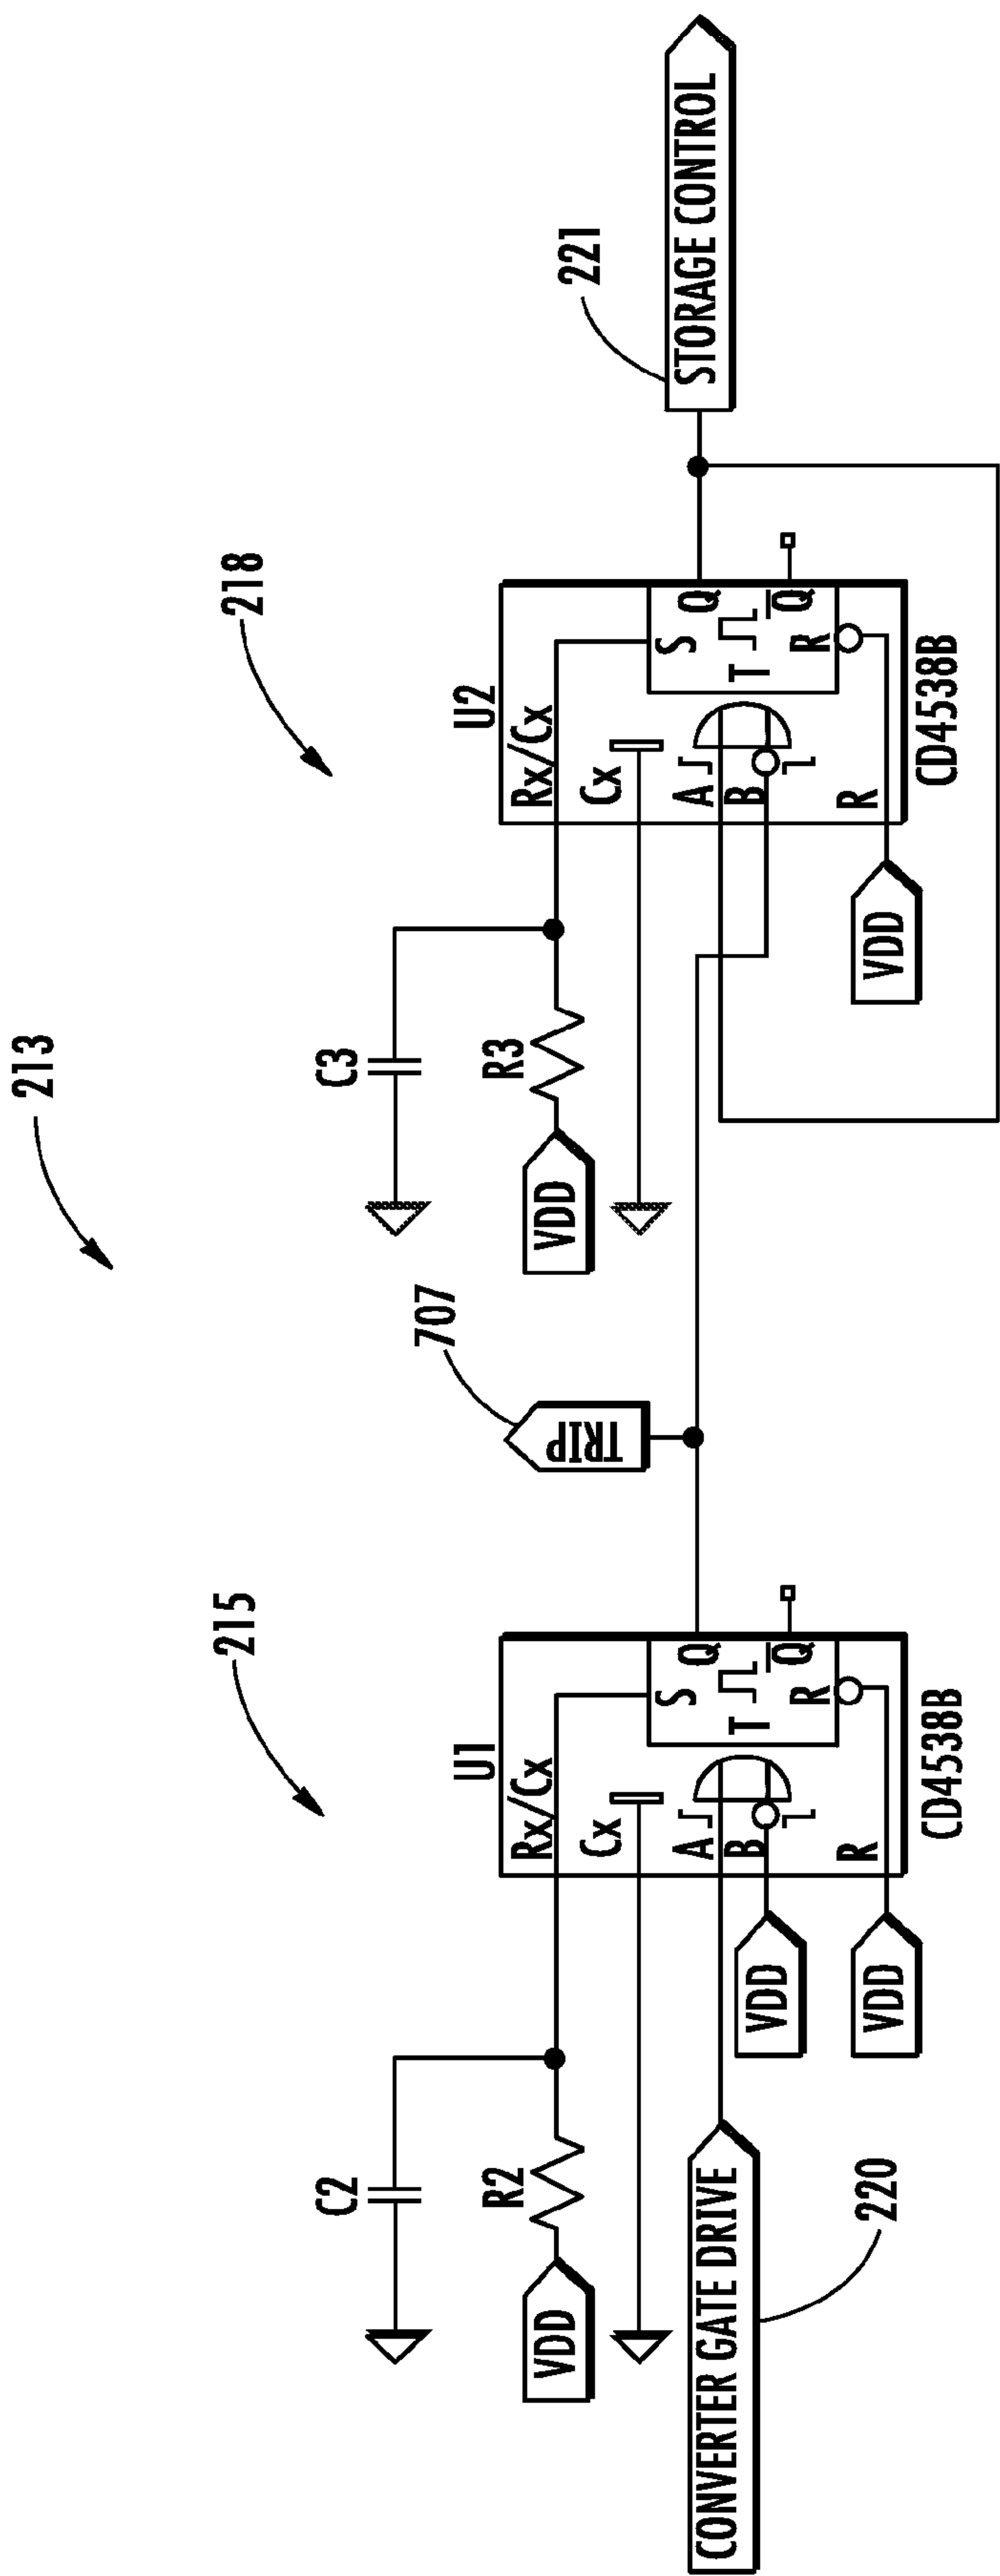 213
215
218
C2
R2
VDD
U1
Rx/Cx
Cx
A
B
R
S
T
Q
Q
R
CD4538B
VDD
VDD
CONVERTER GATE DRIVE
220
TRIP
707
C3
R3
VDD
U2
Rx/Cx
Cx
A
B
R
S
T
Q
Q
R
CD4538B
VDD
221
STORAGE CONTROL